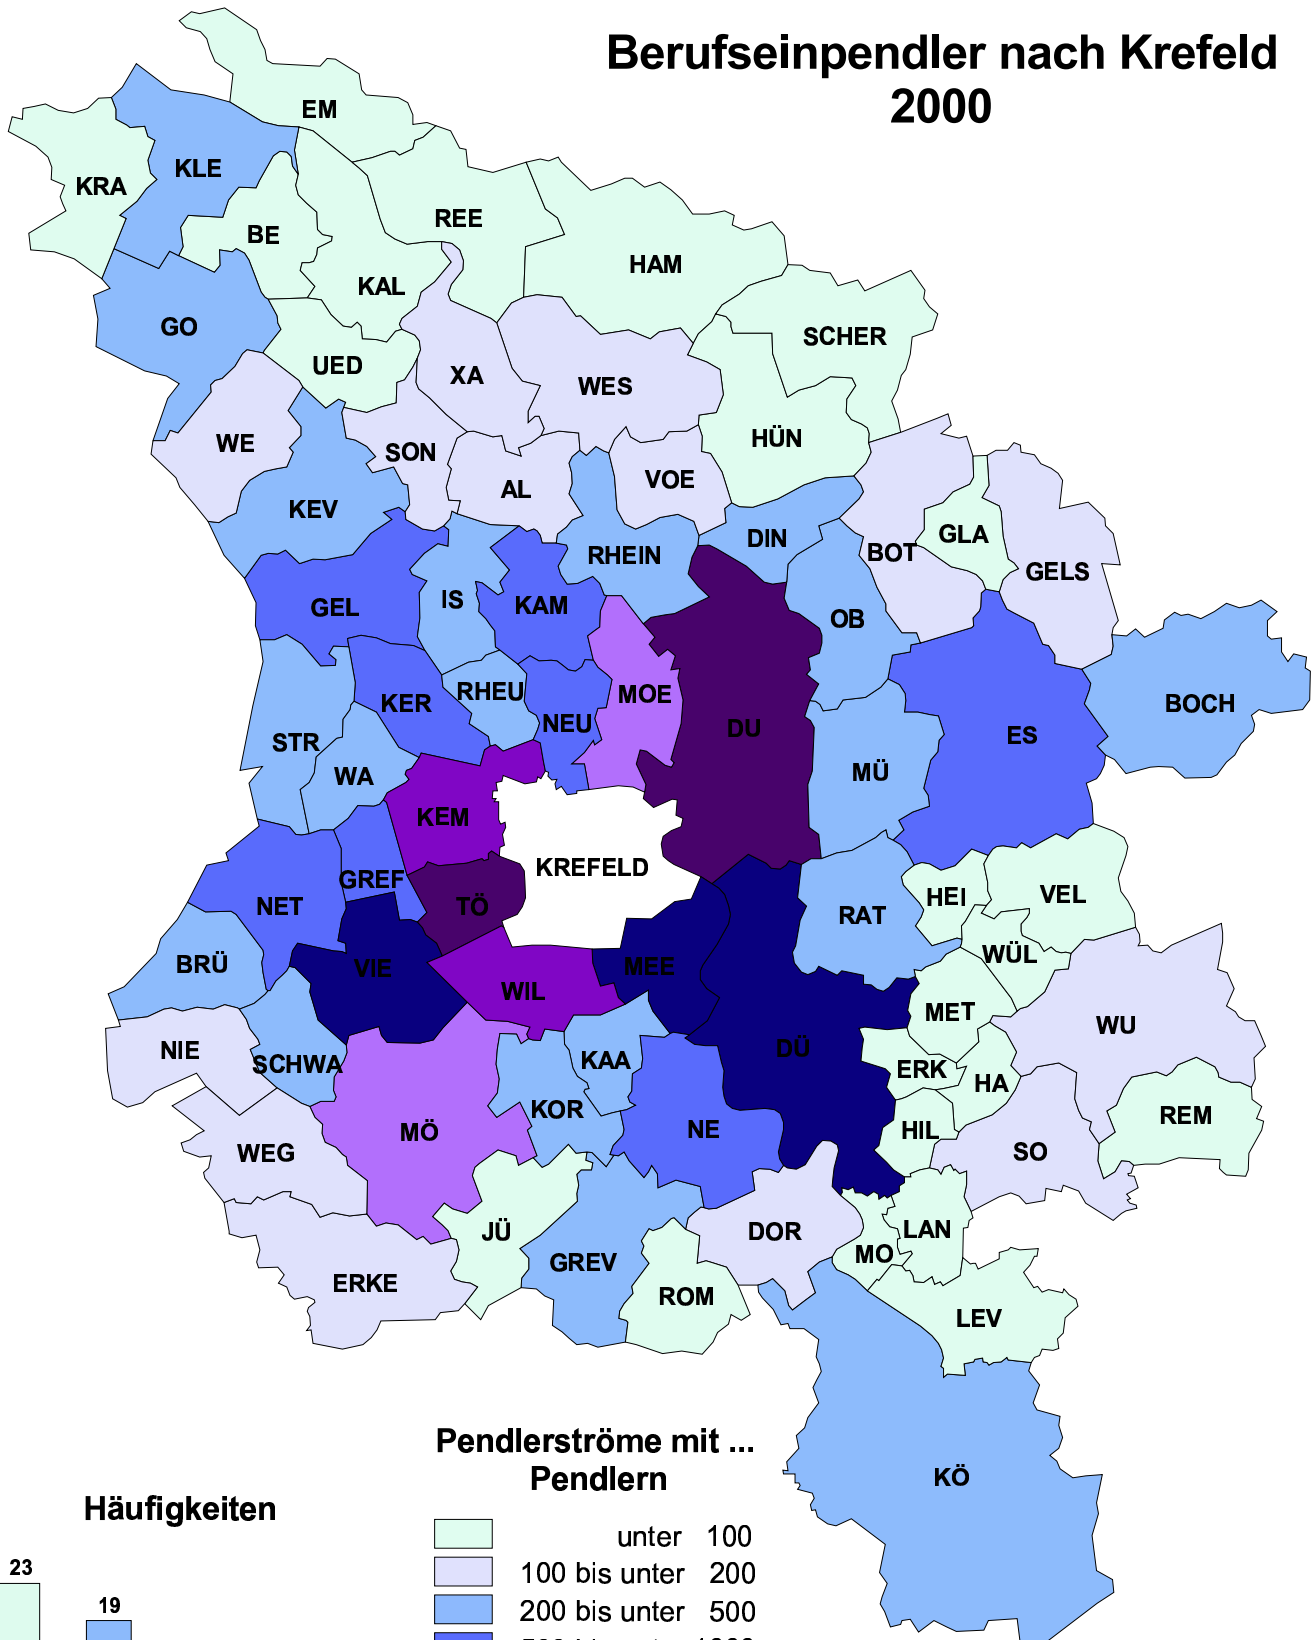 Berufseinpendler nach Krefeld
2000
EM
KRA
KLE
BE
REE
KAL
HAM
GO
UED
SCHER
XA
WES
WE
SON
HÜN
KEV
AL
VOE
RHEIN
DIN
BOT
GLA
GELS
GEL
IS
KAM
OB
STR
KER
RHEU
NEU
MOE
DU
MÜ
ES
BOCH
WA
KEM
KREFELD
NET
GREF
TÖ
RAT
HEI
VEL
BRÜ
VIE
WIL
MEE
WÜL
MET
WU
NIE
SCHWA
KAA
DÜ
ERK
HA
MÖ
KOR
NE
HIL
SO
REM
WEG
JÜ
DOR
LAN
MO
ERKE
GREV
ROM
LEV
KÖ
Häufigkeiten
23
19
Pendlerströme mit ...
Pendlern
unter 100
100 bis unter 200
200 bis unter 500